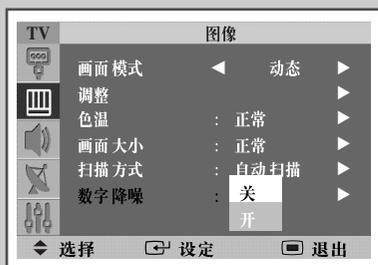 TV 图像
画面模式 动态
调整
色温 : 正常
画面大小 : 正常
扫描方式 : 自动扫描
数字降噪 : 关
开
选择 设定 退出